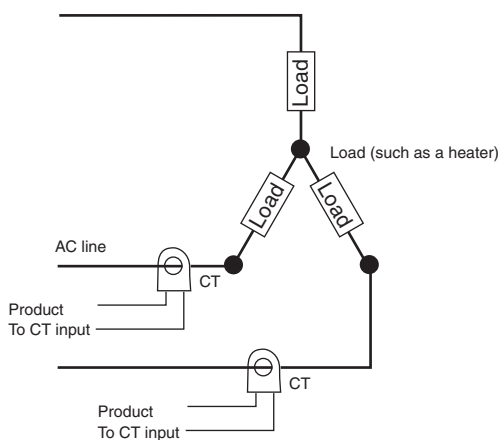 Load
Load (such as a heater)
Load
Load
AC line
CT
Product
To CT input
CT
Product
To CT input